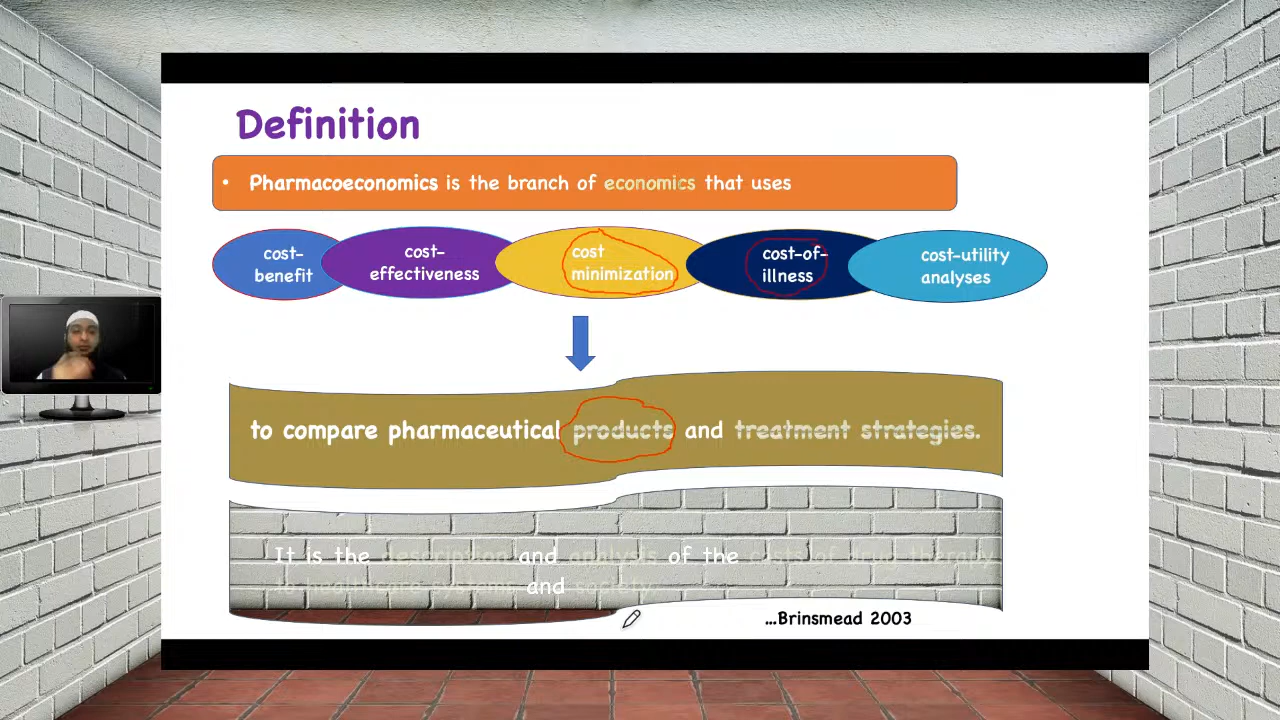 Definition
• Pharmacoeconomics is the branch of economics that uses
cost-
benefit
cost-
effectiveness
cost
minimization
cost-of-
illness
cost-utility
analyses
to compare pharmaceutical products and treatment strategies.
It is the description and analysis of the costs of drug therapy
to healthcare systems and society.
...Brinsmead 2003